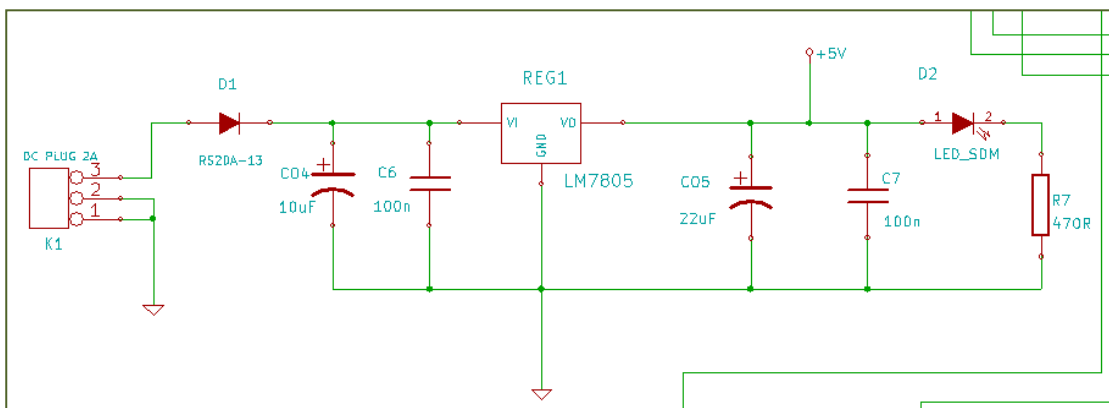 +5V
D1
REG1
D2
VI
VO
GND
1
2
DC PLUG 2A
RS2DA-13
LED_SDM
3
2
1
K1
CO4
10uF
C6
100n
LM7805
CO5
22uF
C7
100n
R7
470R